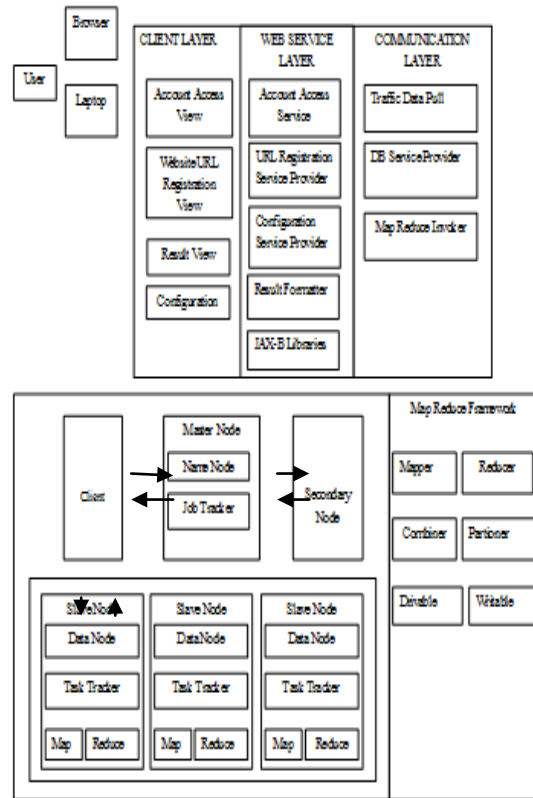 Browser
User
Laptop
CLIENT LAYER
Account Access
View
Website URL
Registration
View
Result View
Configuration
WEB SERVICE
LAYER
Account Access
Service
URL Registration
Service Provider
Configuration
Service Provider
Result Formatter
JAX-B Libraries
COMMUNICATION
LAYER
Traffic Data Pull
DB Service Provider
Map Reduce Invoker
Client
Master Node
Name Node
Job Tracker
Secondary
Node
Map Reduce Framework
Mapper
Reducer
Combiner
Partioner
Drivable
Writable
Slave Node
Data Node
Task Tracker
Map
Reduce
Slave Node
Data Node
Task Tracker
Map
Reduce
Slave Node
Data Node
Task Tracker
Map
Reduce